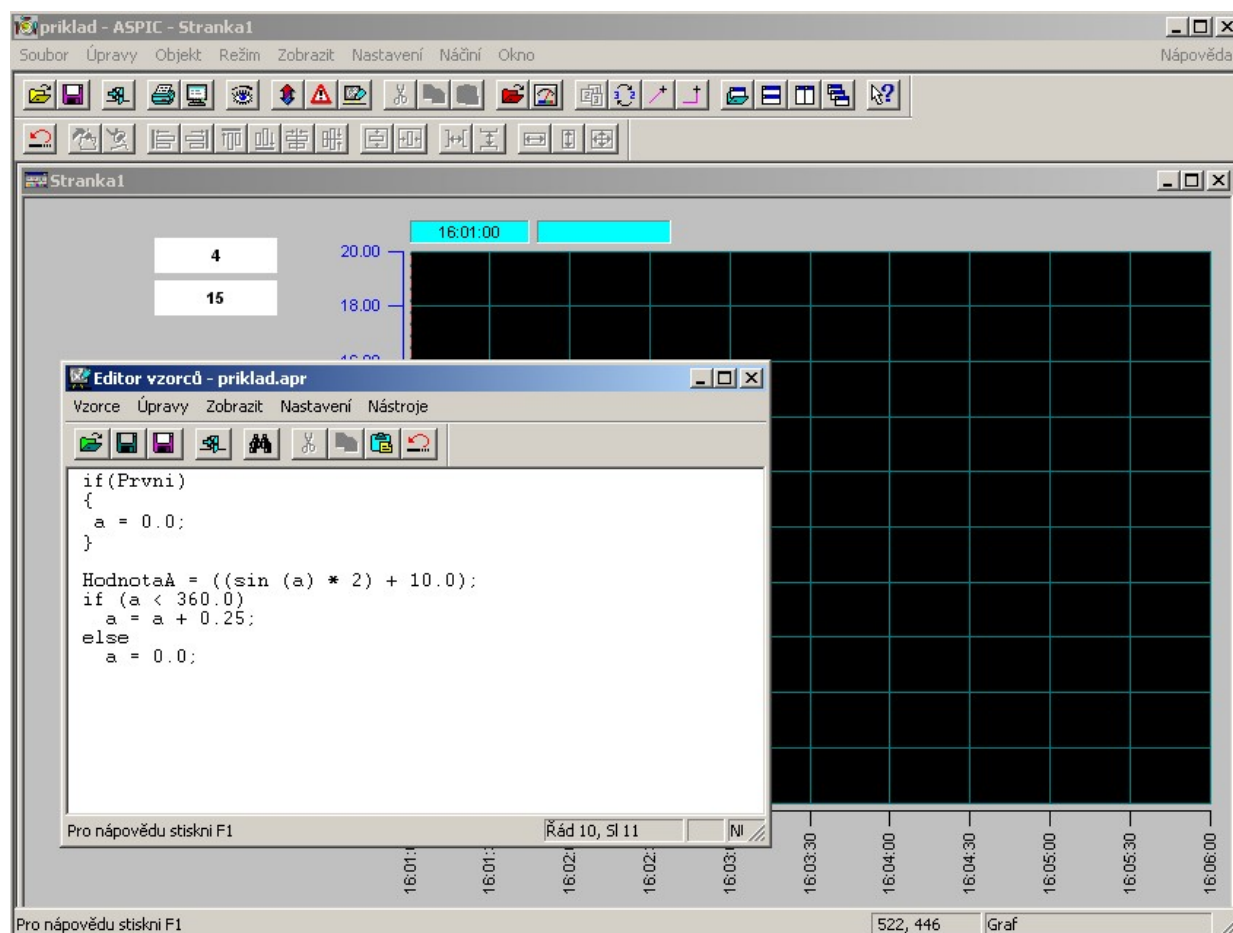 priklad - ASPIC - Stranka1
Soubor Úpravy Objekt Režim Zobrazit Nastavení Náčiní Okno Nápověda
Stranka1
16:01:00
4
20.00
15
18.00
16.00
Editor vzorců - priklad.apr
Vzorce Úpravy Zobrazit Nastavení Nástroje
if(Prvni)
{
a = 0.0;
}
HodnotaA = ((sin (a) * 2) + 10.0);
if (a < 360.0)
a = a + 0.25;
else
a = 0.0;
Pro nápovědu stiskni F1 Řád 10, Sl 11
16:03:30
16:04:00
16:04:30
16:05:00
16:05:30
16:06:00
Pro nápovědu stiskni F1 522, 446 Graf